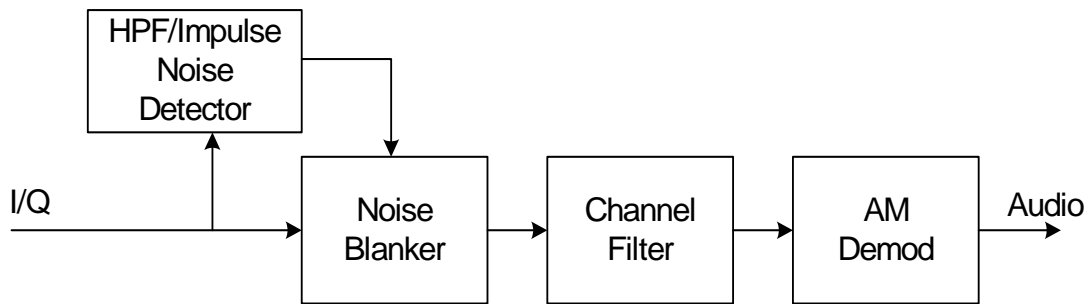 HPF/Impulse
Noise
Detector
I/Q
Noise
Blanker
Channel
Filter
AM
Demod
Audio